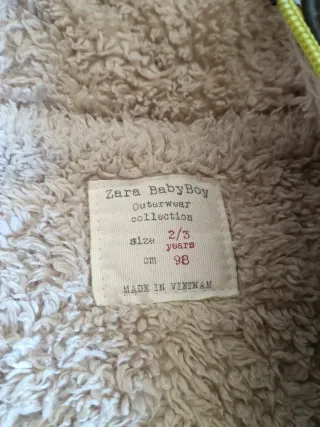 Zara BabyBoy
Outerwear
collection
size 2/3
years
cm 98
MADE IN VIETNAM